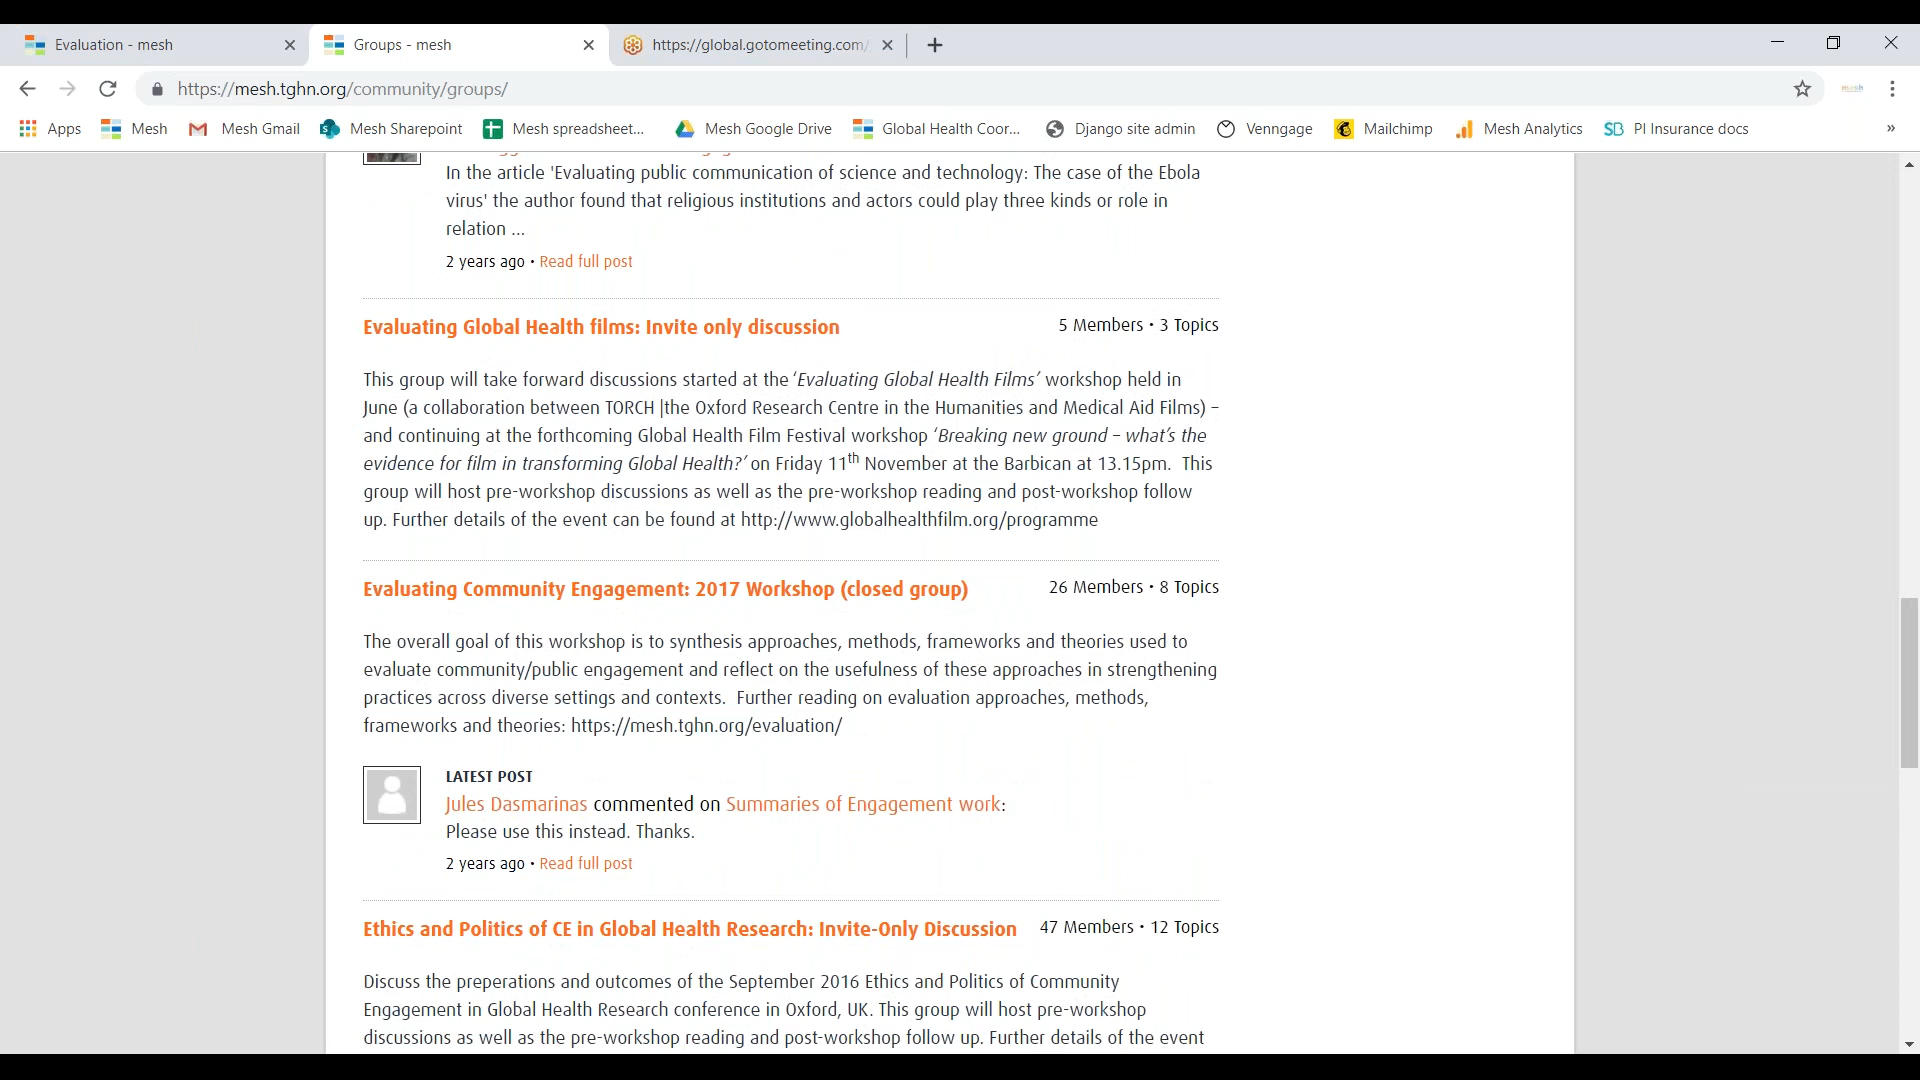 Evaluation - mesh
Groups - mesh
https://global.gotomeeting.com/
https://mesh.tghn.org/community/groups/
mesh
Apps
Mesh
Mesh Gmail
Mesh Sharepoint
Mesh spreadsheet...
Mesh Google Drive
Global Health Coor...
Django site admin
Venngage
Mailchimp
Mesh Analytics
SB PI Insurance docs
»
In the article 'Evaluating public communication of science and technology: The case of the Ebola
virus' the author found that religious institutions and actors could play three kinds or role in
relation ...
2 years ago • Read full post
Evaluating Global Health films: Invite only discussion
5 Members • 3 Topics
This group will take forward discussions started at the ‘Evaluating Global Health Films’ workshop held in
June (a collaboration between TORCH |the Oxford Research Centre in the Humanities and Medical Aid Films) –
and continuing at the forthcoming Global Health Film Festival workshop ‘Breaking new ground – what’s the
evidence for film in transforming Global Health?’ on Friday 11th November at the Barbican at 13.15pm. This
group will host pre-workshop discussions as well as the pre-workshop reading and post-workshop follow
up. Further details of the event can be found at http://www.globalhealthfilm.org/programme
Evaluating Community Engagement: 2017 Workshop (closed group)
26 Members • 8 Topics
The overall goal of this workshop is to synthesis approaches, methods, frameworks and theories used to
evaluate community/public engagement and reflect on the usefulness of these approaches in strengthening
practices across diverse settings and contexts. Further reading on evaluation approaches, methods,
frameworks and theories: https://mesh.tghn.org/evaluation/
LATEST POST
Jules Dasmarinas commented on Summaries of Engagement work:
Please use this instead. Thanks.
2 years ago • Read full post
Ethics and Politics of CE in Global Health Research: Invite-Only Discussion
47 Members • 12 Topics
Discuss the preperations and outcomes of the September 2016 Ethics and Politics of Community
Engagement in Global Health Research conference in Oxford, UK. This group will host pre-workshop
discussions as well as the pre-workshop reading and post-workshop follow up. Further details of the event